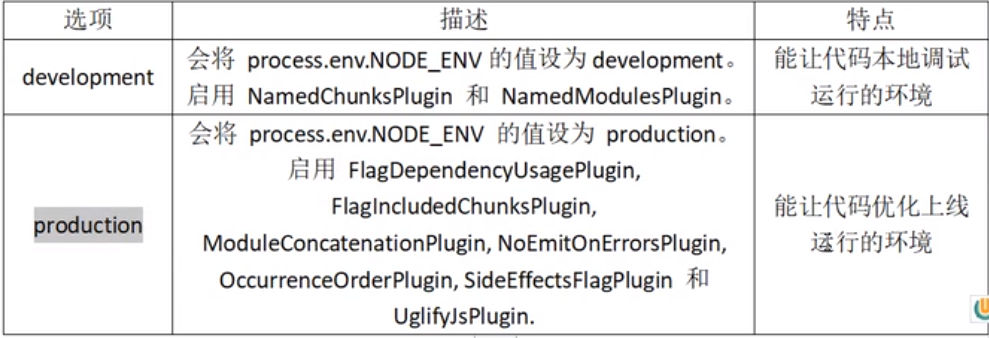 选项 描述 特点
development
会将 process.env.NODE_ENV 的值设为 development。
启用 NamedChunksPlugin 和 NamedModulesPlugin。
能让代码本地调试
运行的环境
production
会将 process.env.NODE_ENV 的值设为 production。
启用 FlagDependencyUsagePlugin,
FlagIncludedChunksPlugin,
ModuleConcatenationPlugin, NoEmitOnErrorsPlugin,
OccurrenceOrderPlugin, SideEffectsFlagPlugin 和
UglifyJsPlugin.
能让代码优化上线
运行的环境